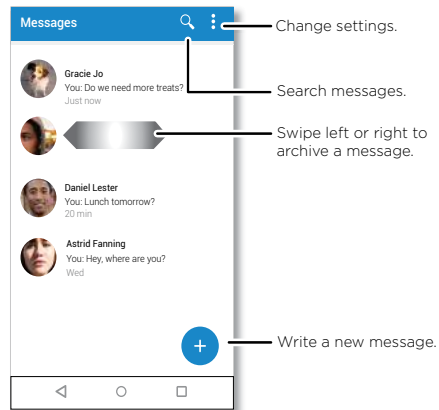 Messages
Change settings.
Gracie Jo
You: Do we need more treats?
Just now
Search messages.
Swipe left or right to
archive a message.
Daniel Lester
You: Lunch tomorrow?
20 min
Astrid Fanning
You: Hey, where are you?
Wed
+
Write a new message.